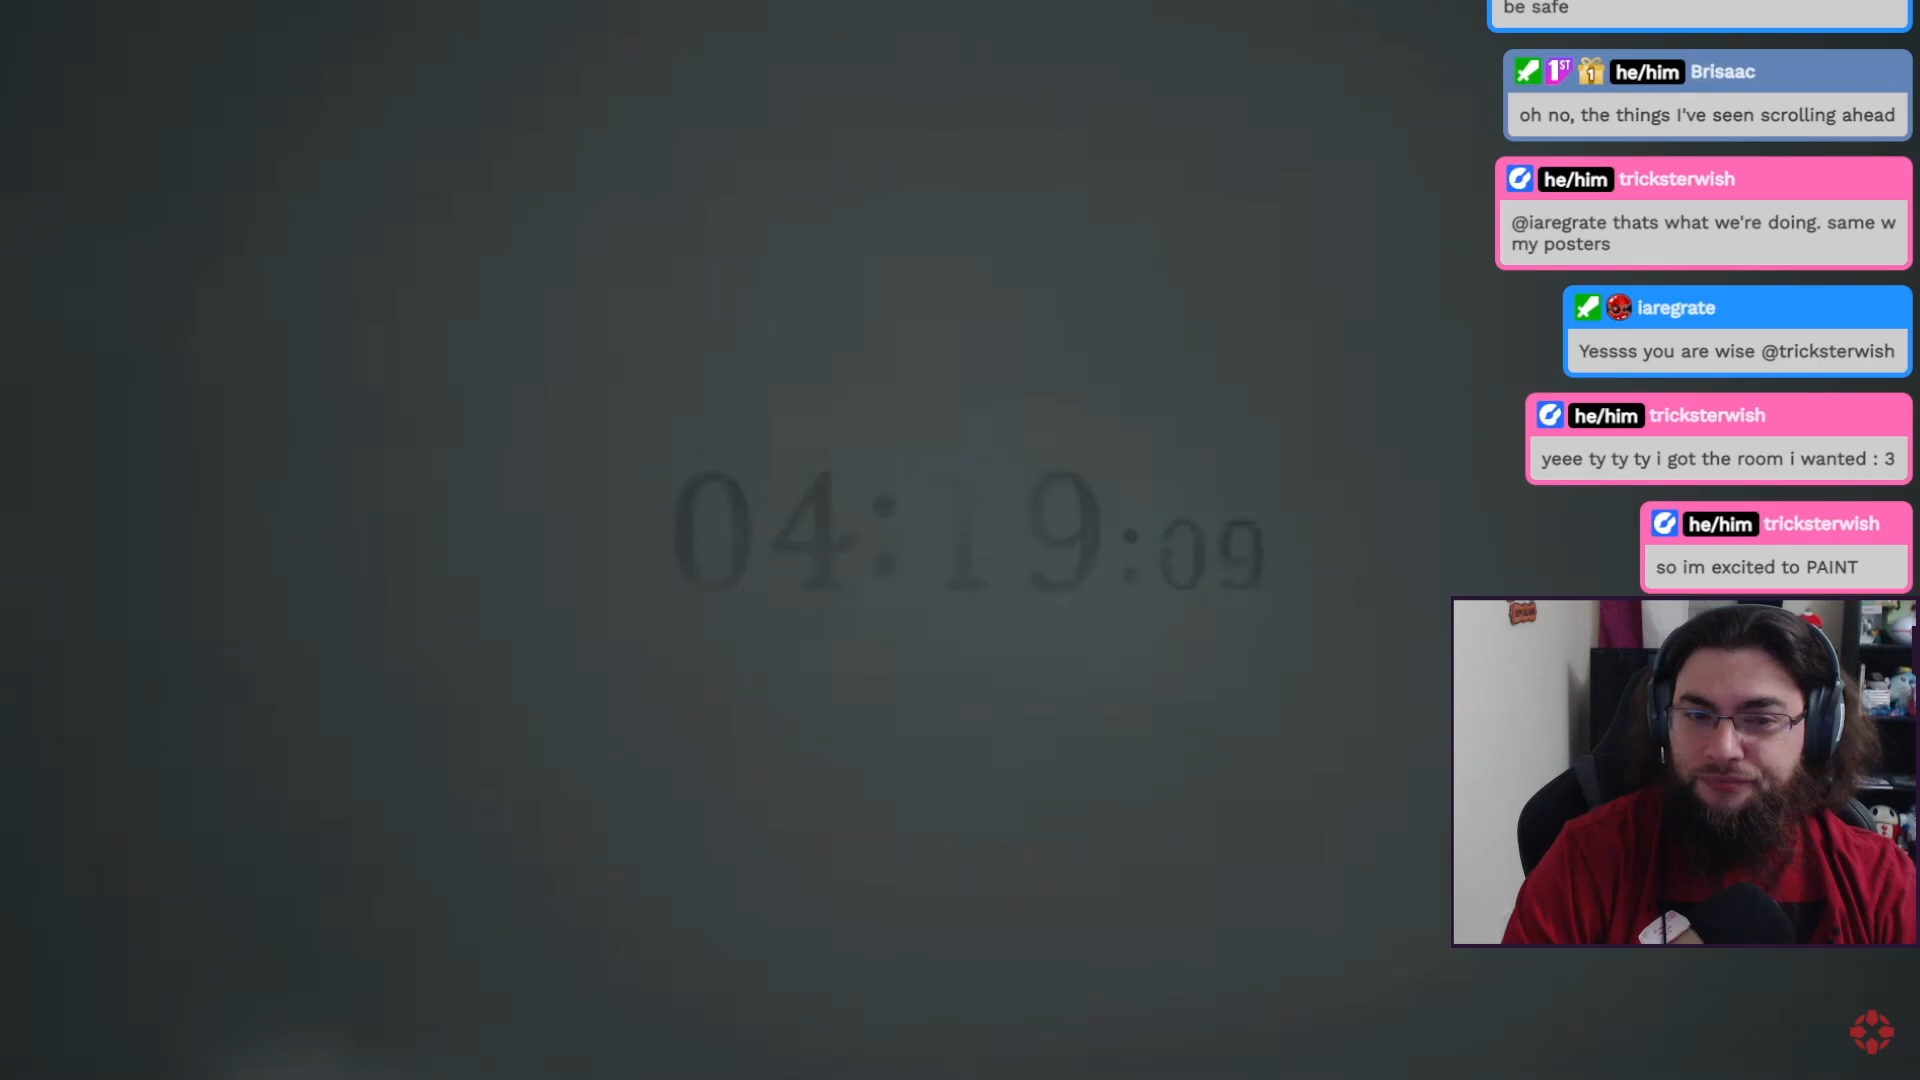 be safe
1ST 1 he/him Brisaac
oh no, the things I've seen scrolling ahead
he/him tricksterwish
@iaregrate thats what we're doing. same w
my posters
iaregrate
Yessss you are wise @tricksterwish
he/him tricksterwish
yeee ty ty ty i got the room i wanted : 3
he/him tricksterwish
so im excited to PAINT
04:19:09